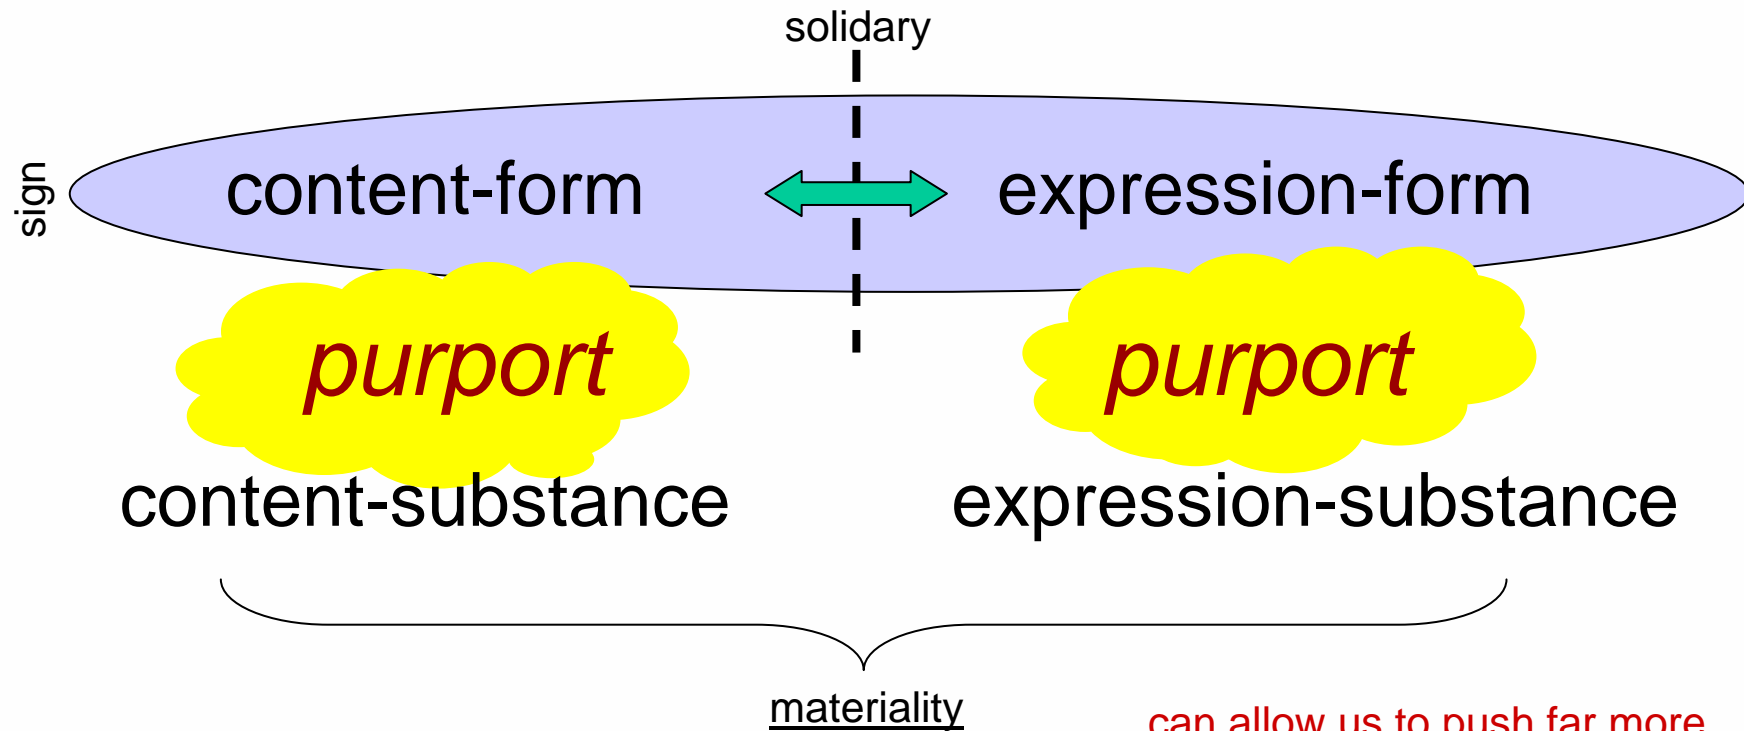 solidary
sign
content-form expression-form
purport purport
content-substance expression-substance
materiality
can allow us to push far more